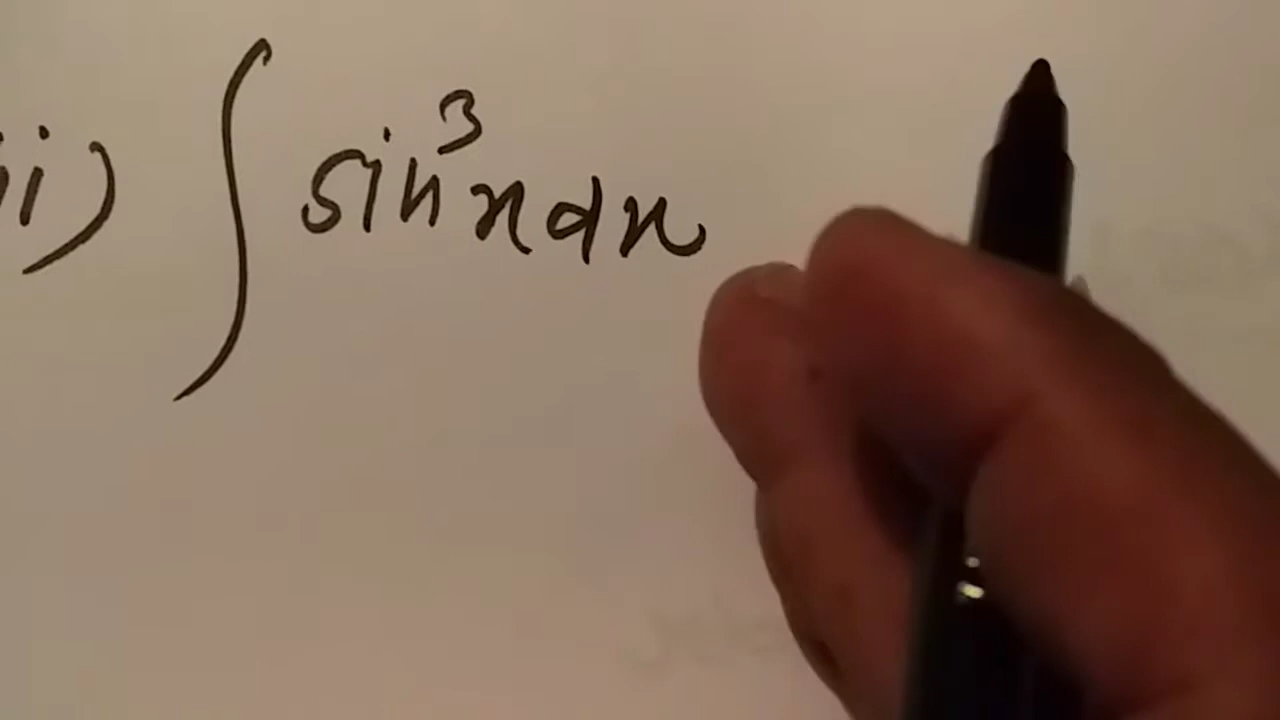 ii) ∫ sin³x dx